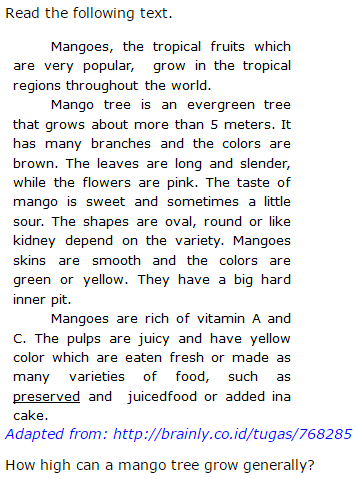 Read the following text.
Mangoes, the tropical fruits which
are very popular, grow in the tropical
regions throughout the world.
Mango tree is an evergreen tree
that grows about more than 5 meters. It
has many branches and the colors are
brown. The leaves are long and slender,
while the flowers are pink. The taste of
mango is sweet and sometimes a little
sour. The shapes are oval, round or like
kidney depend on the variety. Mangoes
skins are smooth and the colors are
green or yellow. They have a big hard
inner pit.
Mangoes are rich of vitamin A and
C. The pulps are juicy and have yellow
color which are eaten fresh or made as
many varieties of food, such as
preserved and juicedfood or added ina
cake.
Adapted from: http://brainly.co.id/tugas/768285
How high can a mango tree grow generally?